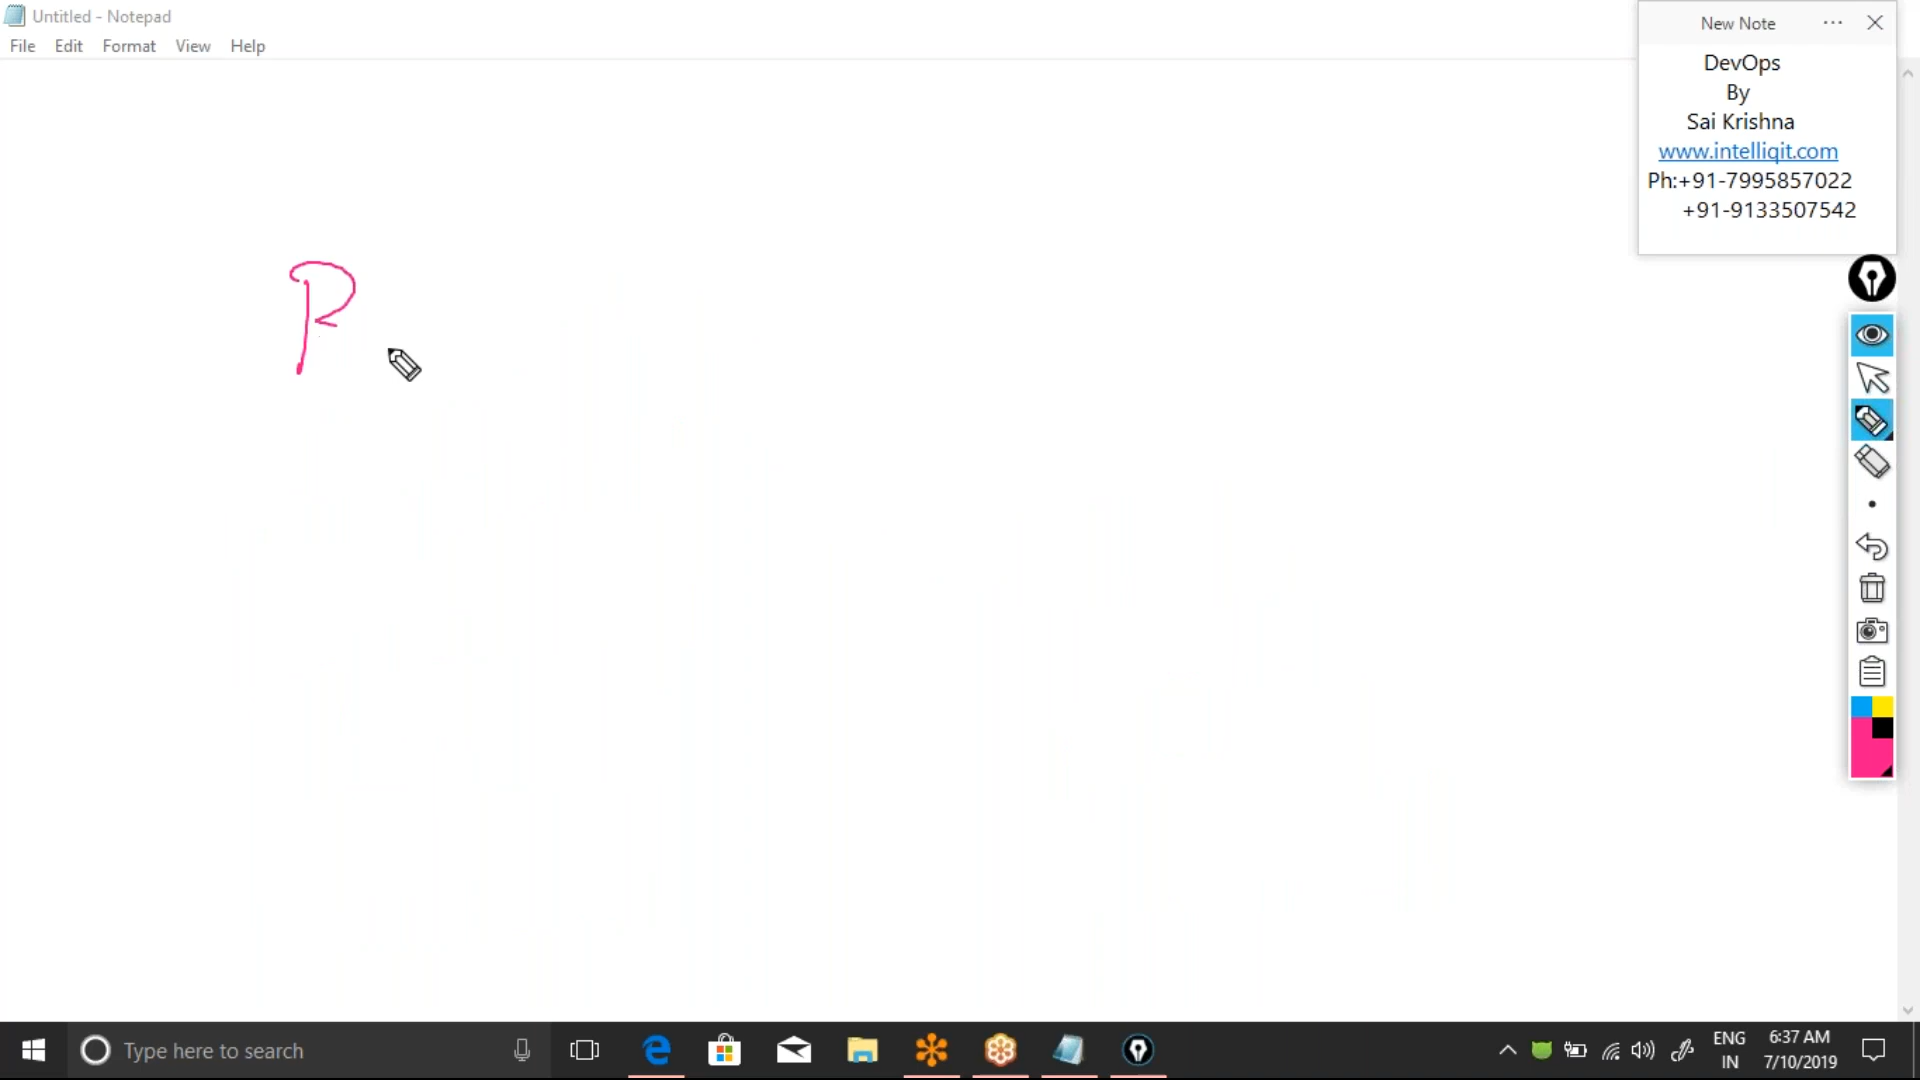 Untitled - Notepad
File Edit Format View Help
New Note
DevOps
By
Sai Krishna
www.intelliqit.com
Ph:+91-7995857022
+91-9133507542
R
Type here to search
ENG
IN
6:37 AM
7/10/2019